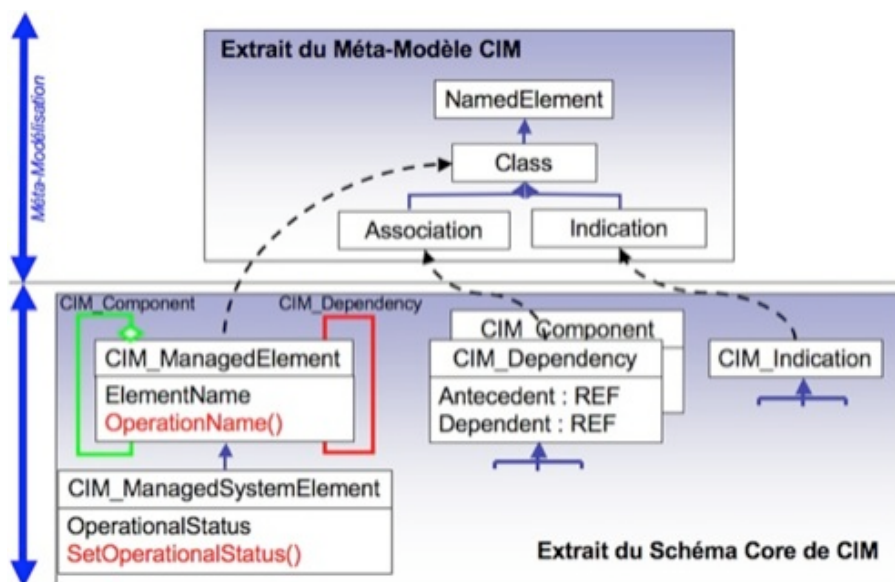 Extrait du Méta-Modèle CIM
NamedElement
Class
Association
Indication
Méta-Modélisation
CIM_Component
CIM_Dependency
CIM_ManagedElement
ElementName
OperationName()
CIM_ManagedSystemElement
OperationalStatus
SetOperationalStatus()
CIM_Component
CIM_Dependency
Antecedent : REF
Dependent : REF
CIM_Indication
Extrait du Schéma Core de CIM